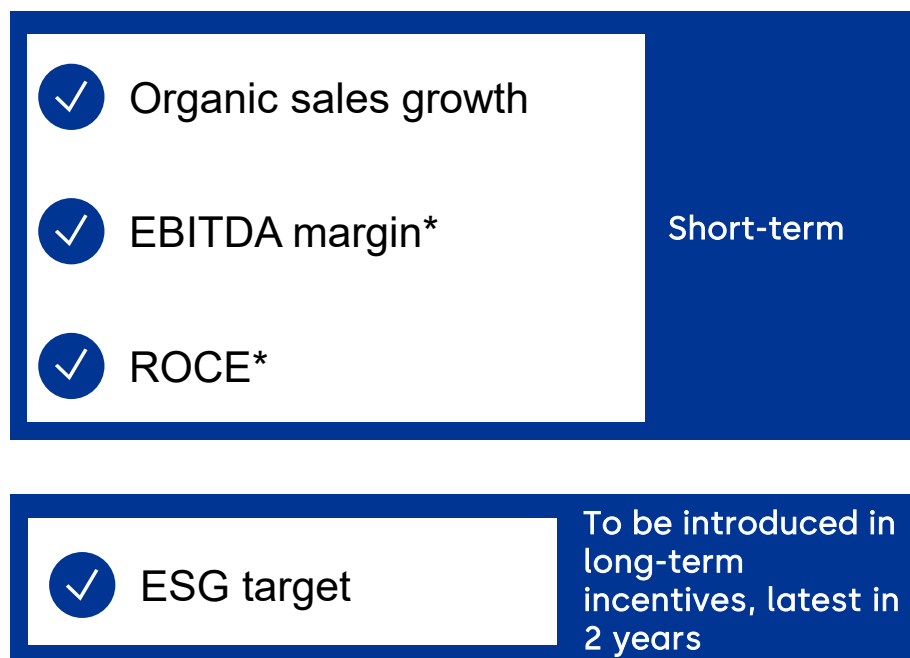 Organic sales growth
EBITDA margin*
Short-term
ROCE*
ESG target
To be introduced in
long-term
incentives, latest in
2 years